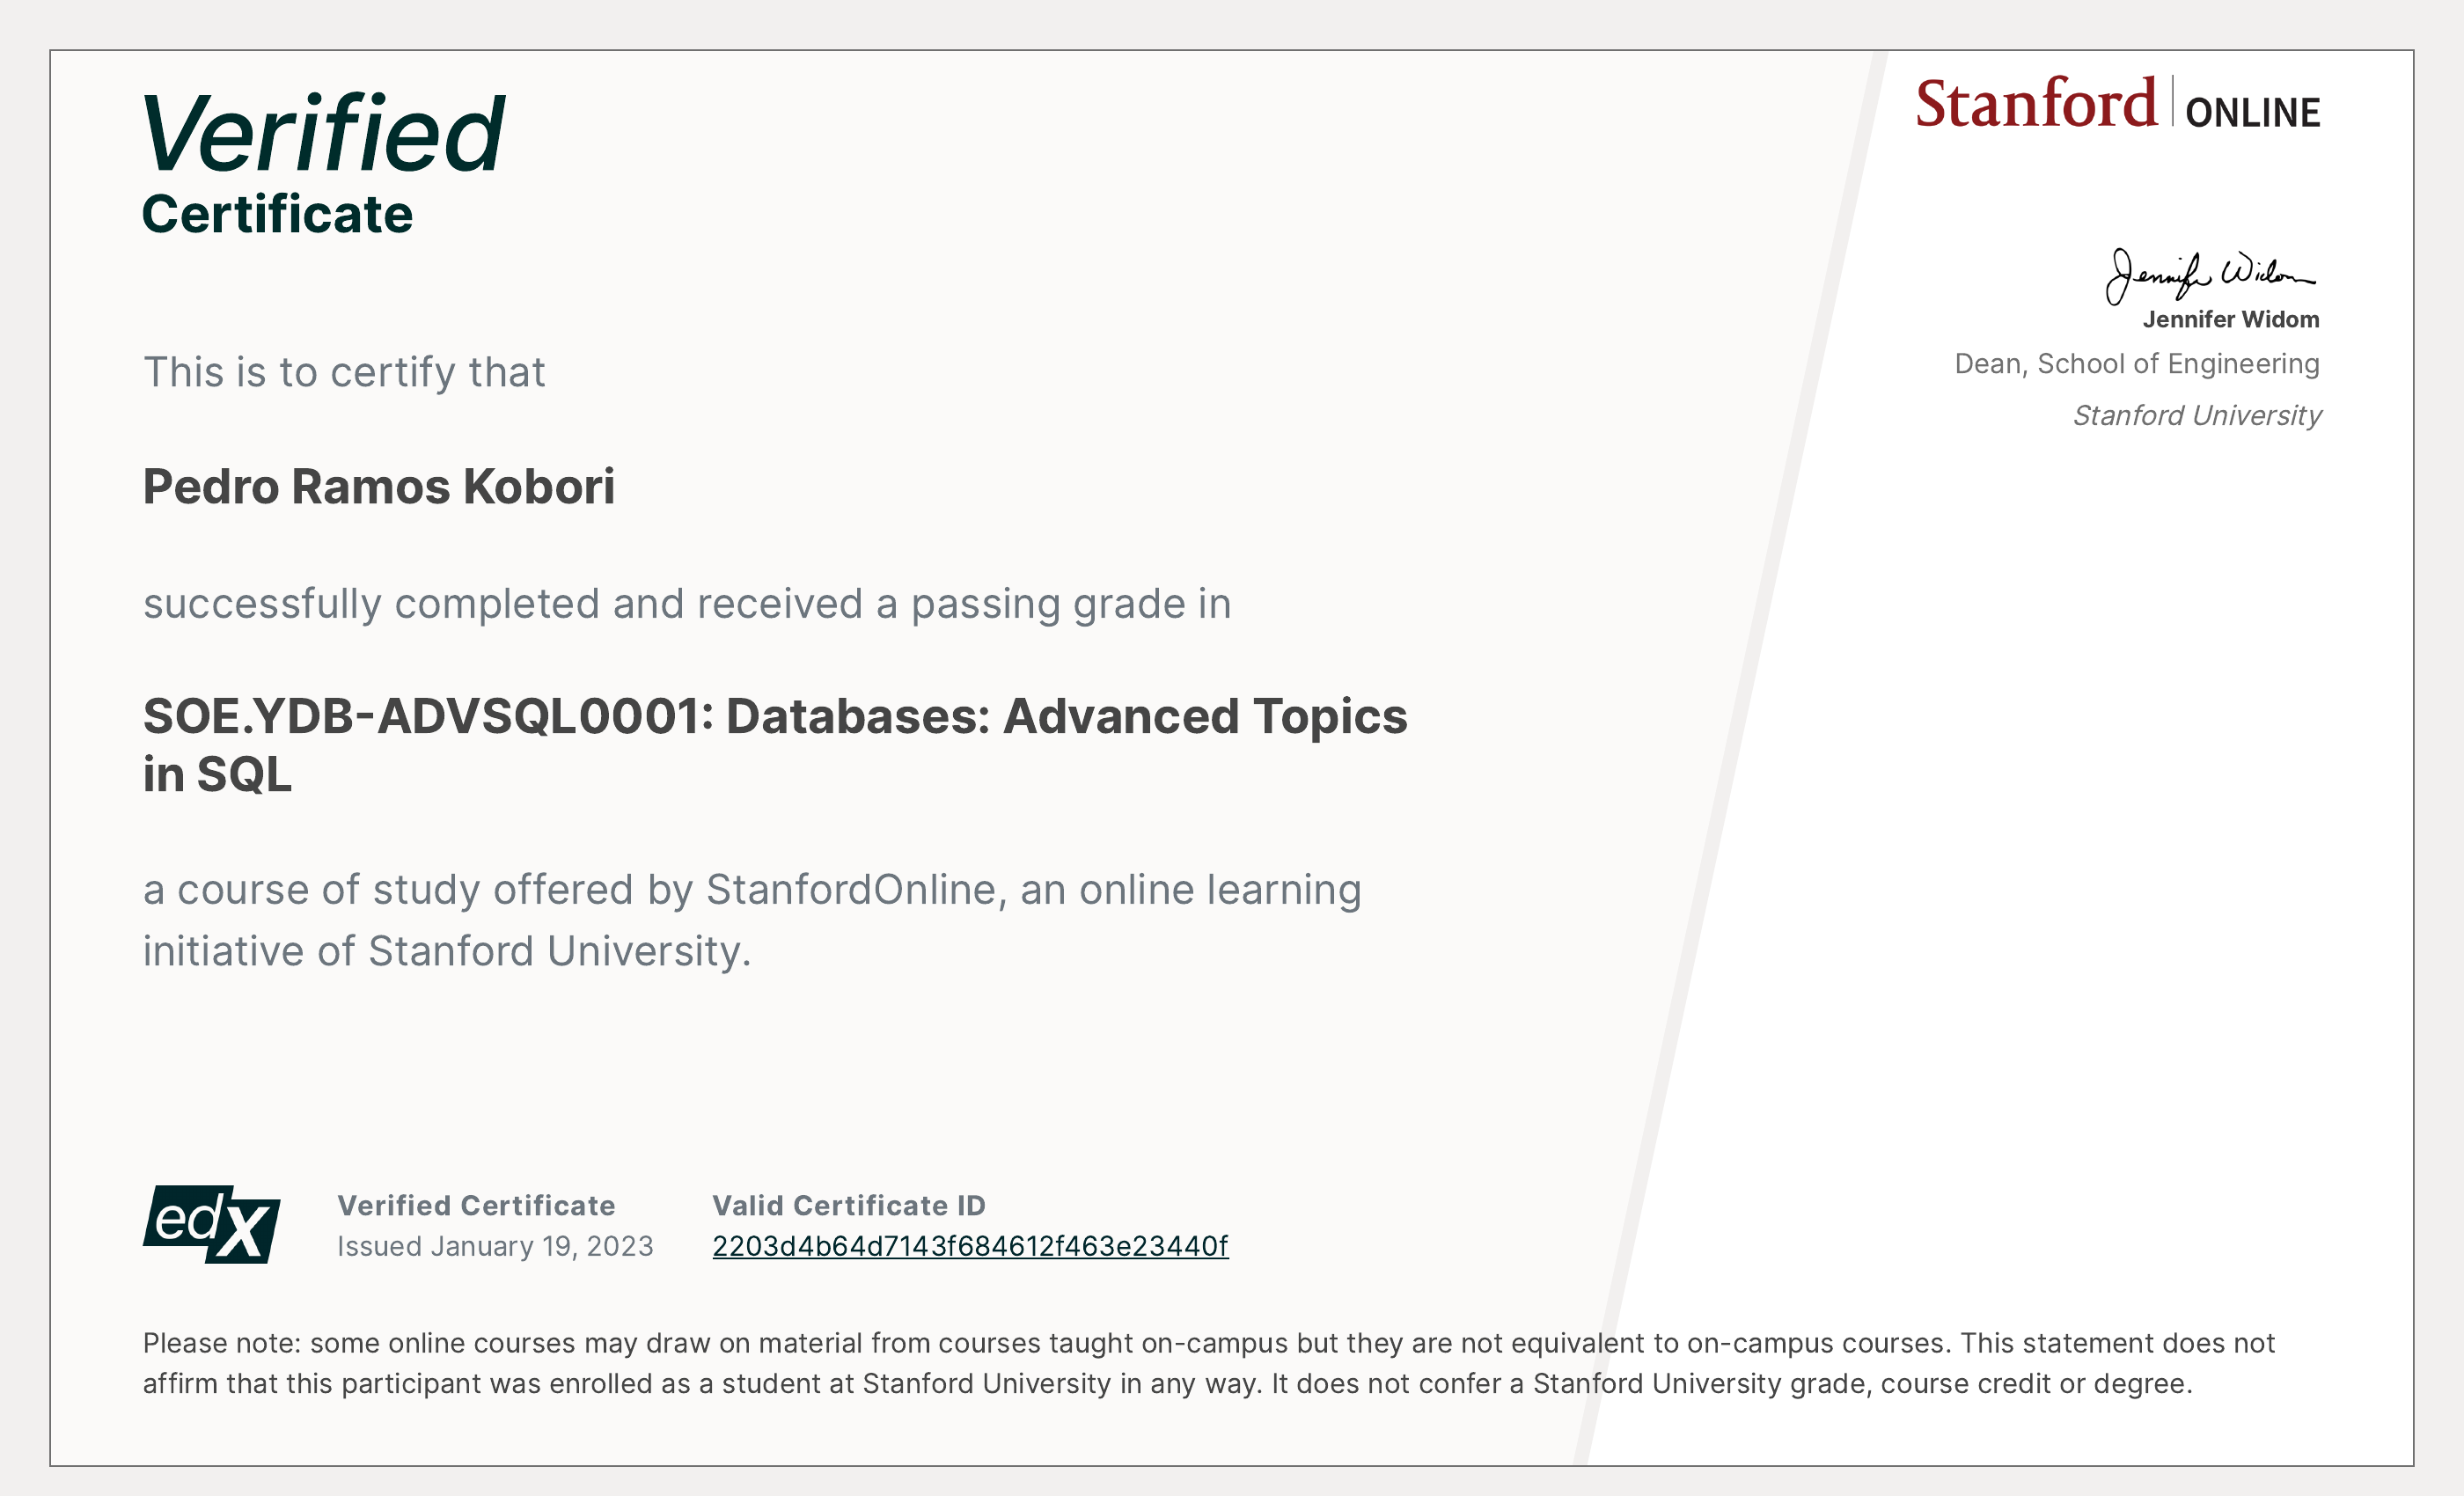 Verified
Certificate
Stanford | ONLINE
Jennifer Widom
Jennifer Widom
Dean, School of Engineering
Stanford University
This is to certify that
Pedro Ramos Kobori
successfully completed and received a passing grade in
SOE.YDB-ADVSQL0001: Databases: Advanced Topics
in SQL
a course of study offered by StanfordOnline, an online learning
initiative of Stanford University.
edX
Verified Certificate
Issued January 19, 2023
Valid Certificate ID
2203d4b64d7143f684612f463e23440f
Please note: some online courses may draw on material from courses taught on-campus but they are not equivalent to on-campus courses. This statement does not
affirm that this participant was enrolled as a student at Stanford University in any way. It does not confer a Stanford University grade, course credit or degree.